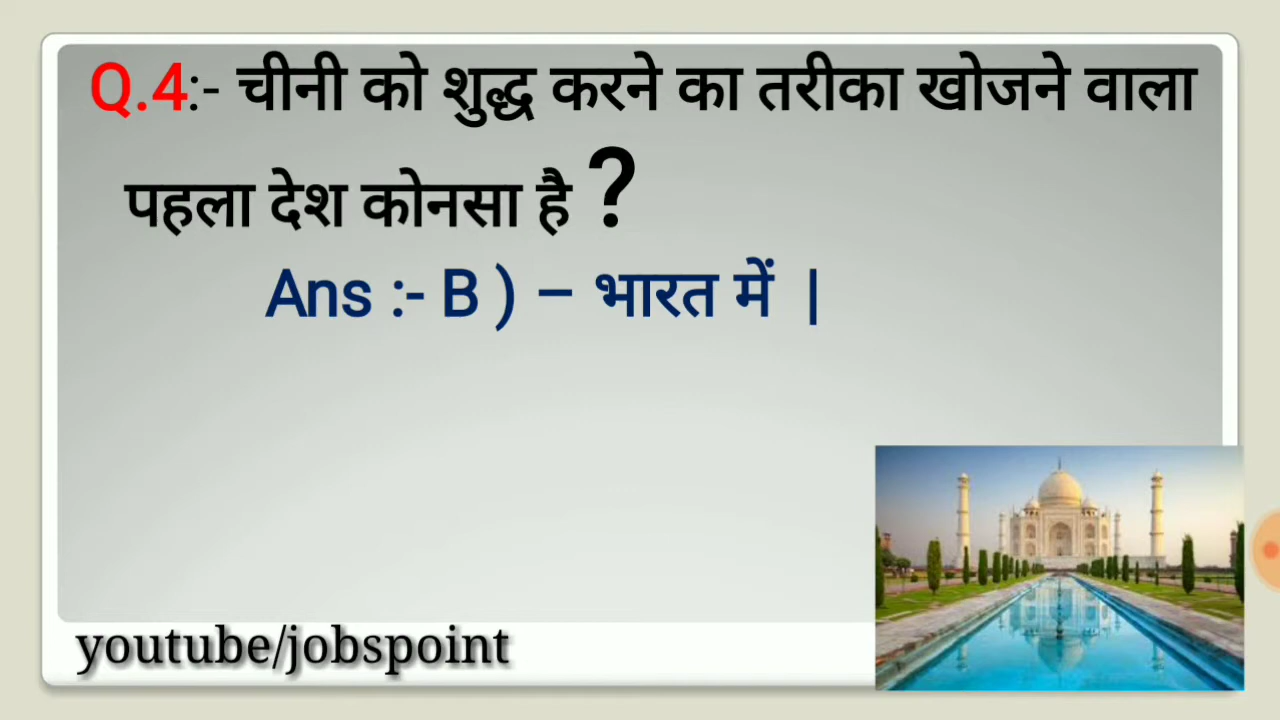 Q.4:- चीनी को शुद्ध करने का तरीका खोजने वाला
पहला देश कोनसा है ?
Ans :- B ) – भारत में |
youtube/jobspoint